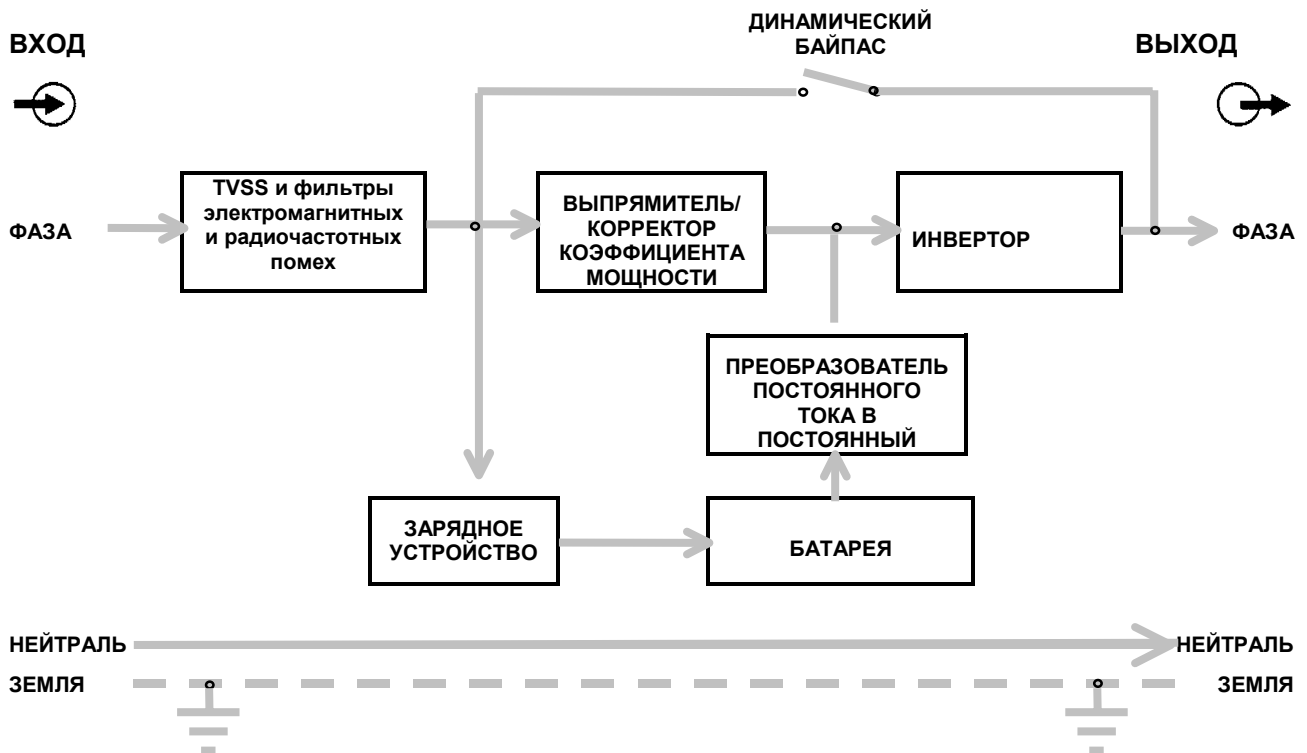 ДИНАМИЧЕСКИЙ
БАЙПАС
ВХОД
ВЫХОД
TVSS и фильтры
электромагнитных
и радиочастотных
помех
ВЫПРЯМИТЕЛЬ/
КОРРЕКТОР
КОЭФФИЦИЕНТА
МОЩНОСТИ
ИНВЕРТОР
ФАЗА
ФАЗА
ПРЕОБРАЗОВАТЕЛЬ
ПОСТОЯННОГО
ТОКА В
ПОСТОЯННЫЙ
ЗАРЯДНОЕ
УСТРОЙСТВО
БАТАРЕЯ
НЕЙТРАЛЬ
НЕЙТРАЛЬ
ЗЕМЛЯ
ЗЕМЛЯ